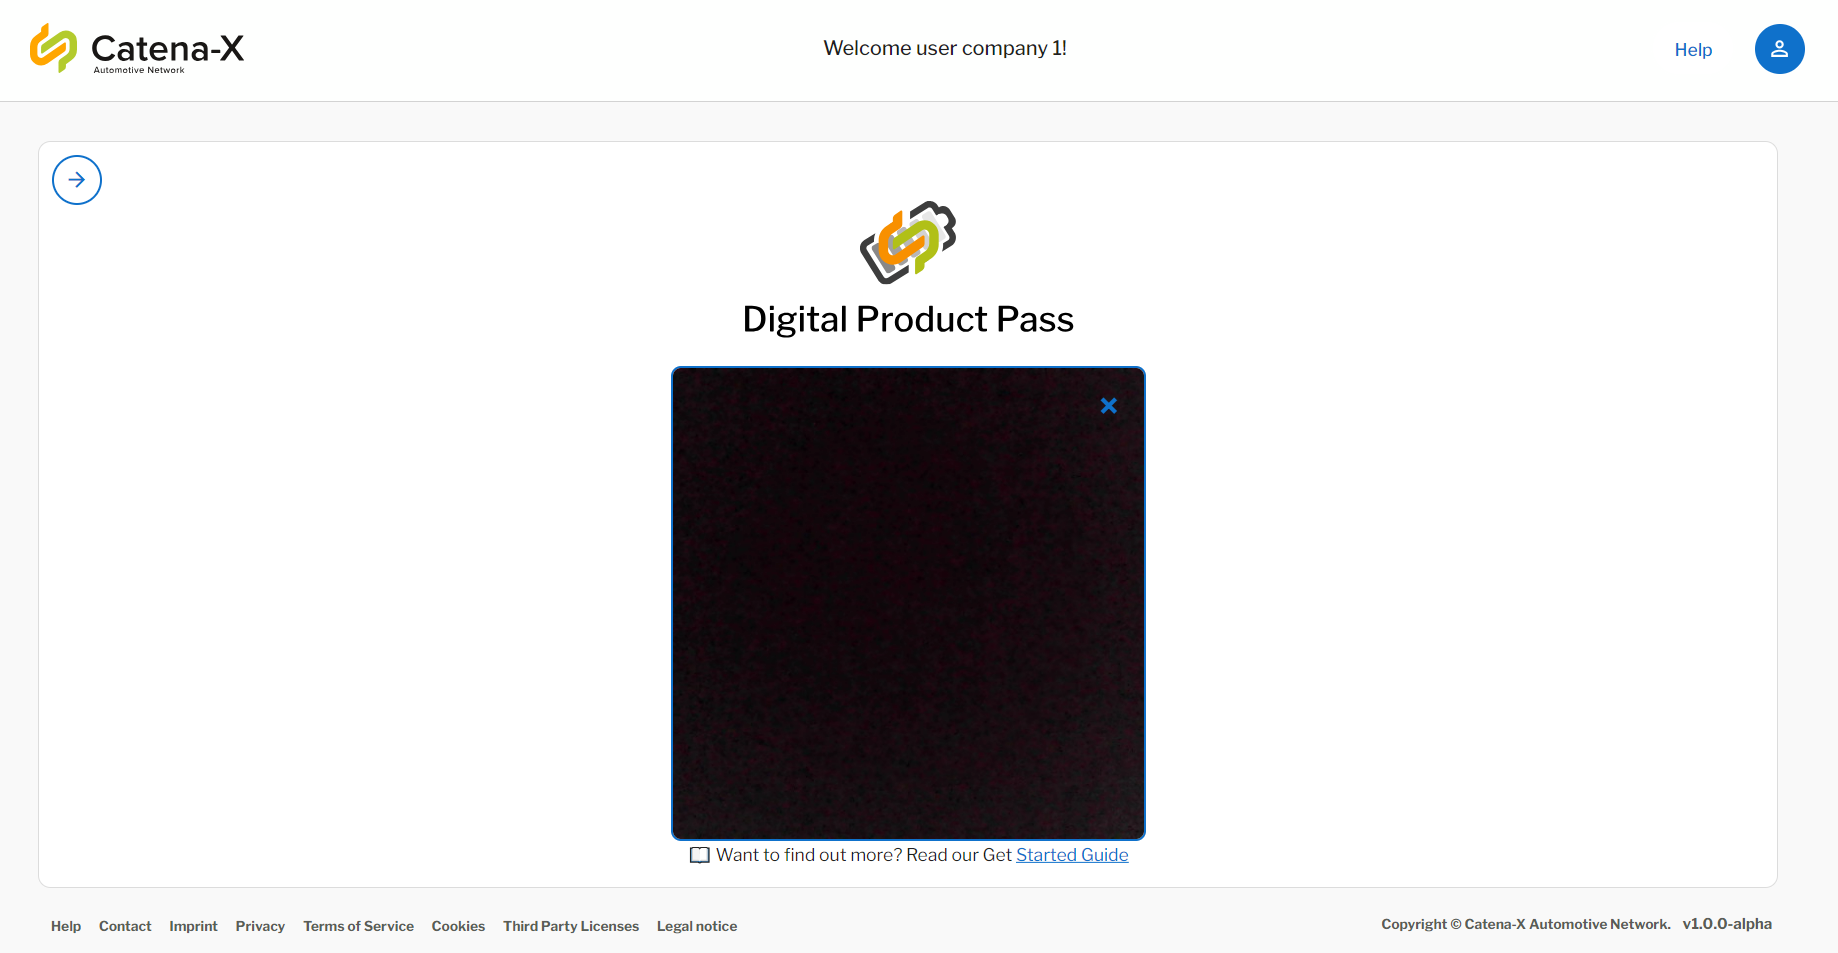 Catena-X
Automotive Network
Welcome user company 1!
Help
Digital Product Pass
Want to find out more? Read our Get Started Guide
Help Contact Imprint Privacy Terms of Service Cookies Third Party Licenses Legal notice
Copyright © Catena-X Automotive Network. v1.0.0-alpha